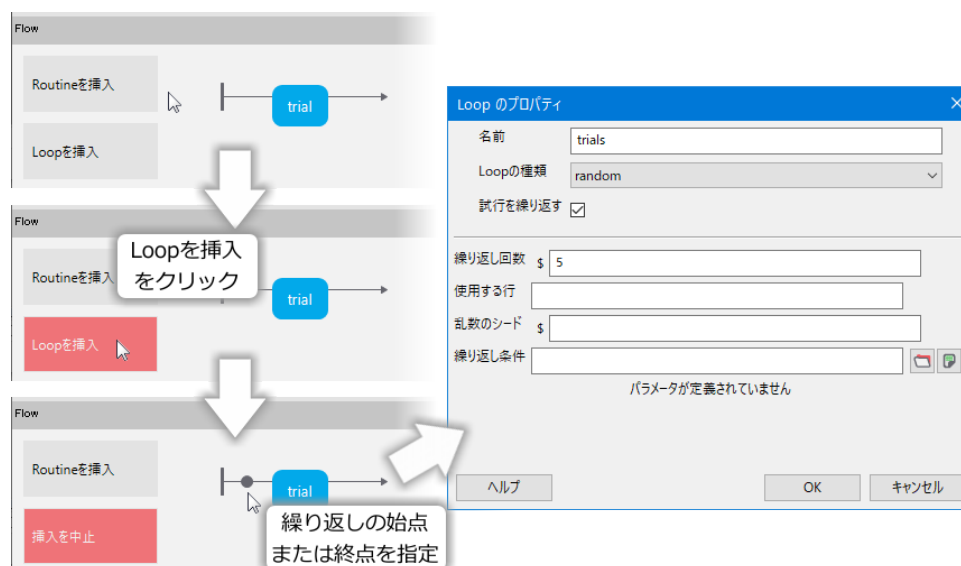 Flow
Routineを挿入
trial
Loopを挿入
Flow
Loopを挿入
をクリック
Routineを挿入
trial
Loopを挿入
Flow
Routineを挿入
trial
挿入を中止
繰り返しの始点
または終点を指定
Loop のプロパティ
名前
trials
Loopの種類
random
試行を繰り返す
繰り返し回数 $ 5
使用する行
乱数のシード $
繰り返し条件
パラメータが定義されていません
ヘルプ
OK
キャンセル